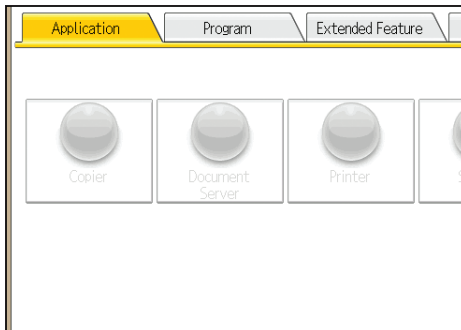 Application Program Extended Feature
Copier Document Printer
Server